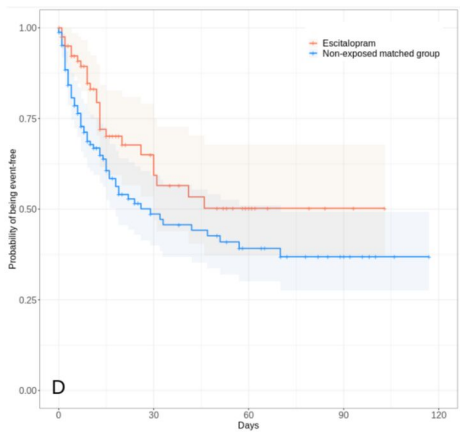 Escitalopram
Non-exposed matched group
Probability of being event-free
1.00
0.75
0.50
0.25
0.00
D
0
30
60
90
120
Days